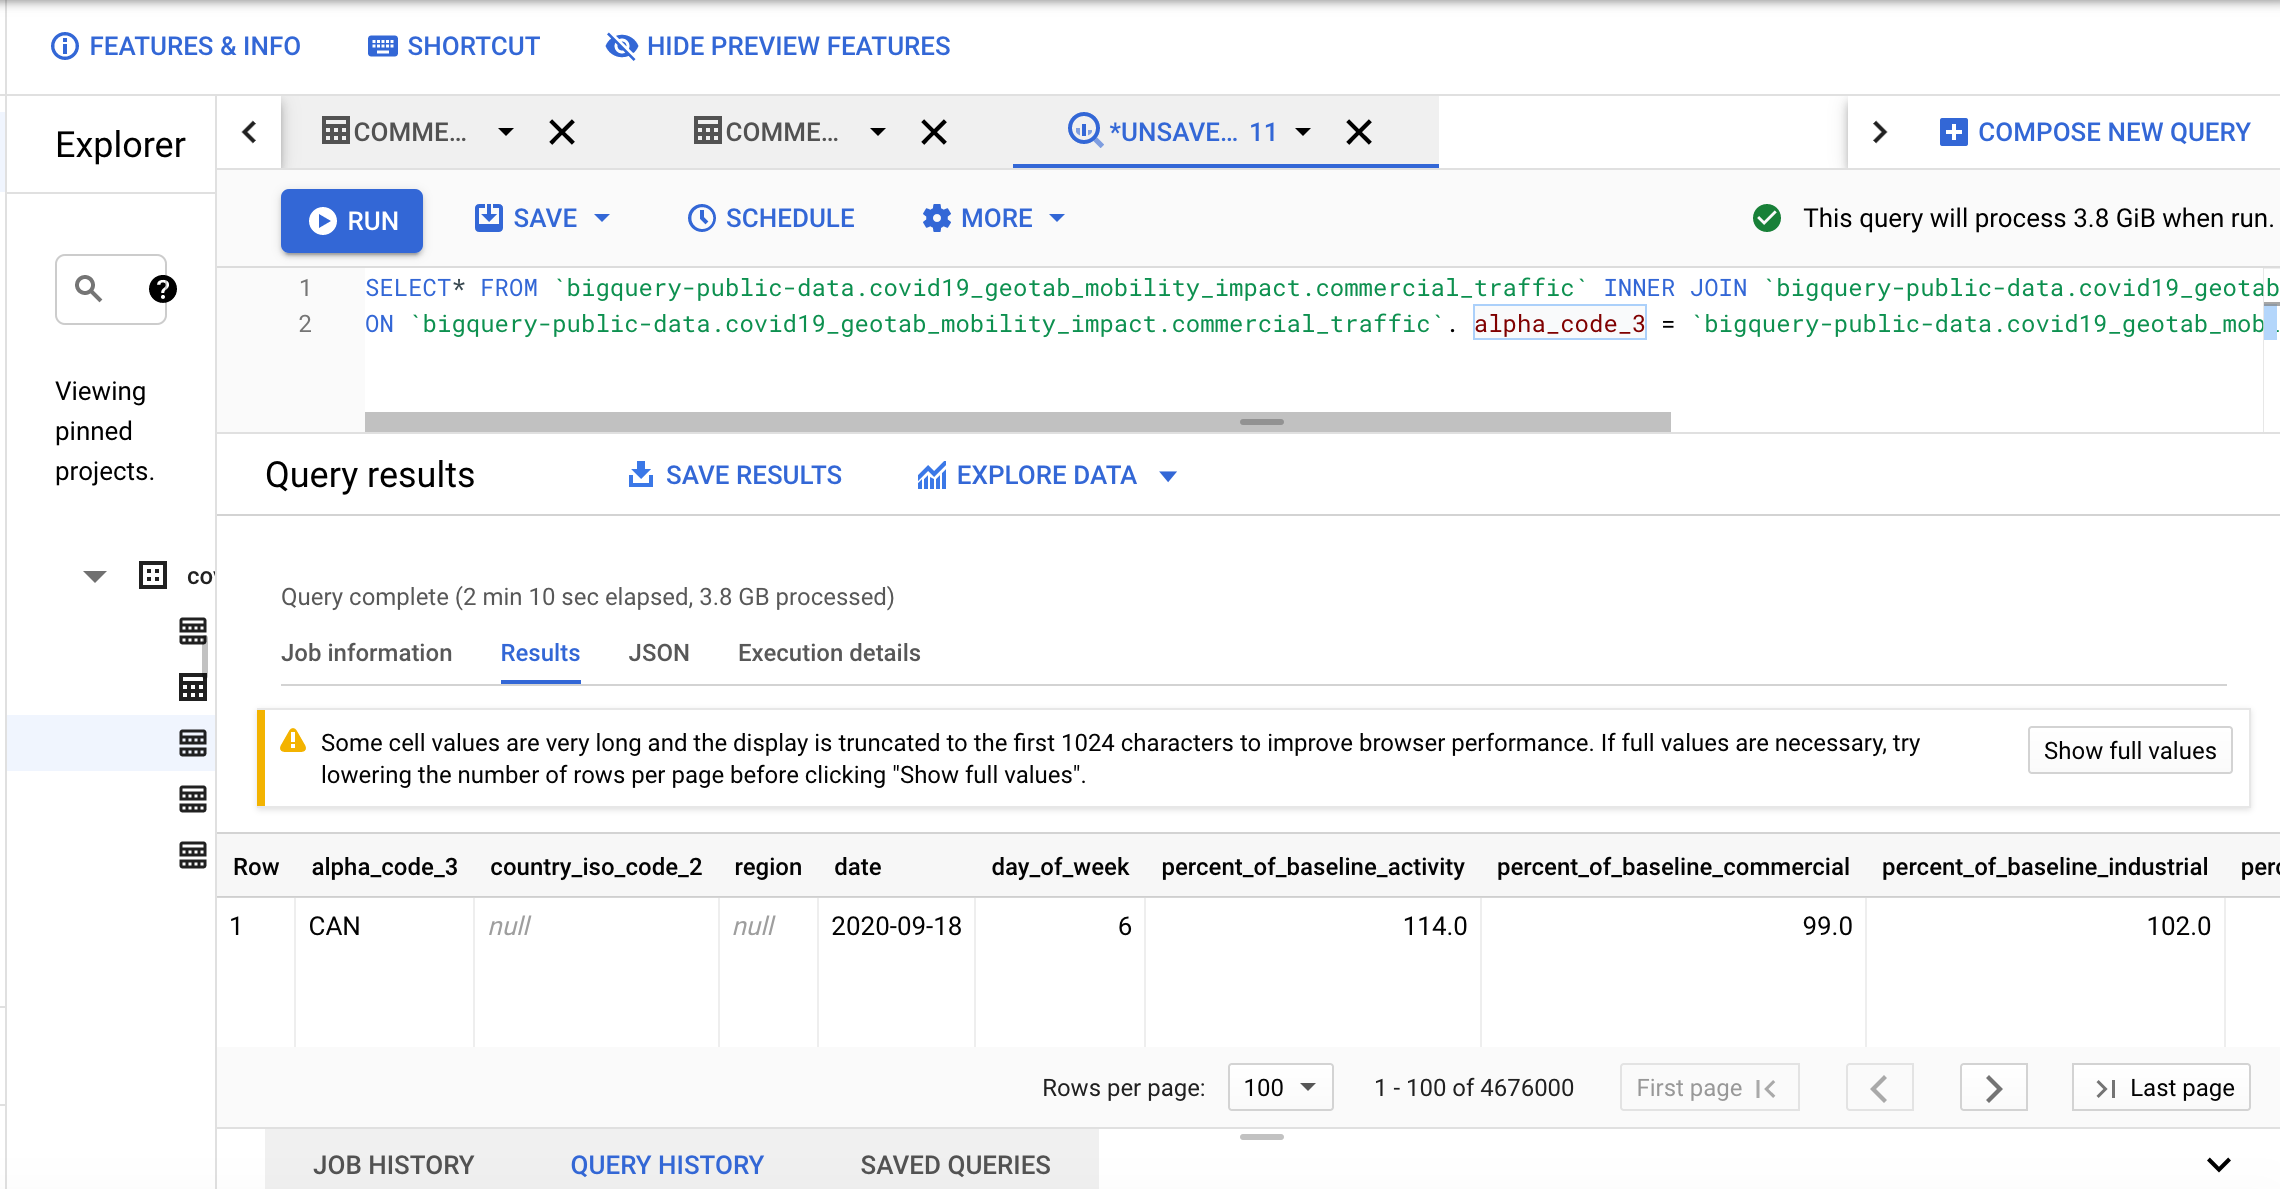 FEATURES & INFO SHORTCUT HIDE PREVIEW FEATURES
Explorer COMME... COMME... *UNSAVE... 11 COMPOSE NEW QUERY
RUN SAVE SCHEDULE MORE This query will process 3.8 GiB when run.
1 SELECT* FROM `bigquery-public-data.covid19_geotab_mobility_impact.commercial_traffic` INNER JOIN `bigquery-public-data.covid19_geotab
2 ON `bigquery-public-data.covid19_geotab_mobility_impact.commercial_traffic`. alpha_code_3 = `bigquery-public-data.covid19_geotab_mob
Viewing
pinned
projects.
Query results SAVE RESULTS EXPLORE DATA
cov
Query complete (2 min 10 sec elapsed, 3.8 GB processed)
Job information Results JSON Execution details
Some cell values are very long and the display is truncated to the first 1024 characters to improve browser performance. If full values are necessary, try
lowering the number of rows per page before clicking "Show full values".
Show full values
Row alpha_code_3 country_iso_code_2 region date day_of_week percent_of_baseline_activity percent_of_baseline_commercial percent_of_baseline_industrial perc
1 CAN null null 2020-09-18 6 114.0 99.0 102.0
Rows per page: 100 1 - 100 of 4676000 First page Last page
JOB HISTORY QUERY HISTORY SAVED QUERIES